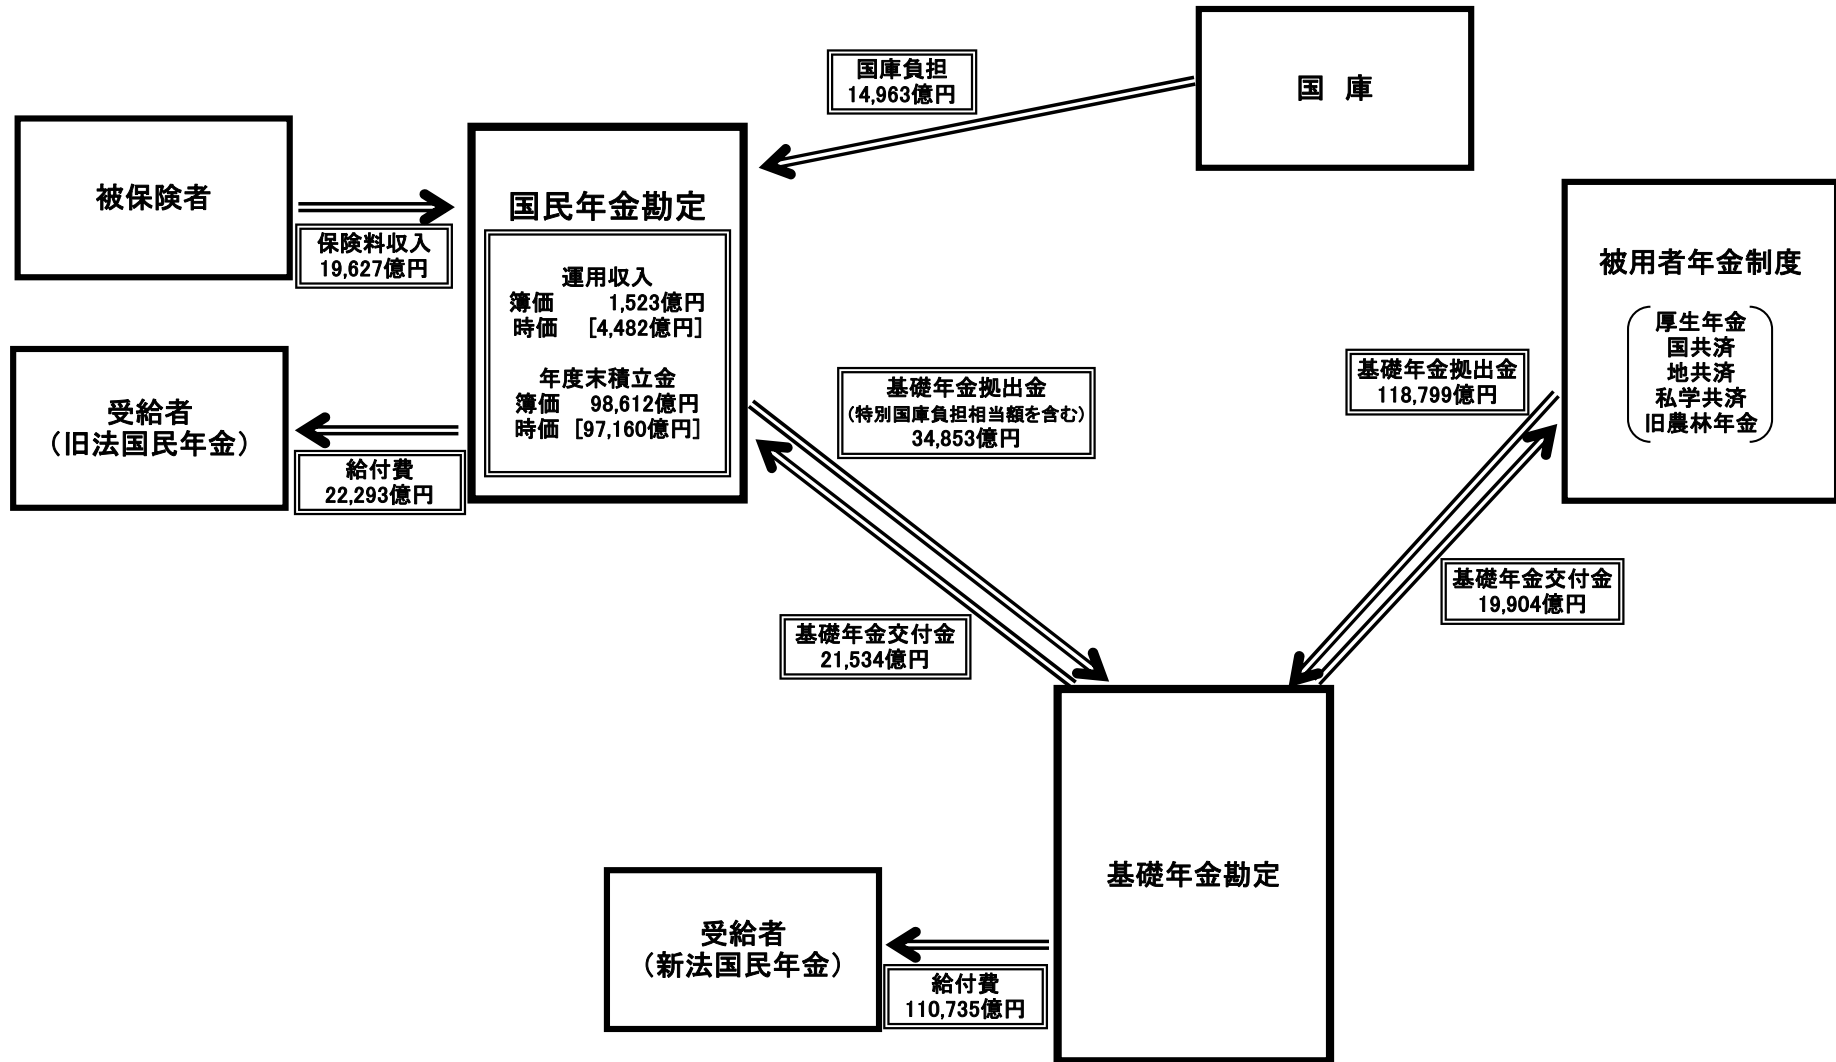 国庫負担
14,963億円
国 庫
被保険者
保険料収入
19,627億円
国民年金勘定
運用収入
簿価 1,523億円
時価 [4,482億円]
年度末積立金
簿価 98,612億円
時価 [97,160億円]
受給者
(旧法国民年金)
給付費
22,293億円
基礎年金拠出金
(特別国庫負担相当額を含む)
34,853億円
基礎年金交付金
21,534億円
被用者年金制度
厚生年金
国共済
地共済
私学共済
旧農林年金
基礎年金拠出金
118,799億円
基礎年金交付金
19,904億円
基礎年金勘定
受給者
(新法国民年金)
給付費
110,735億円